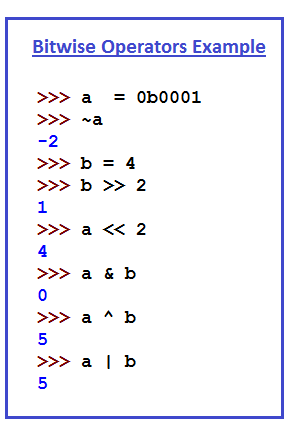 Bitwise Operators Example
>>> a  = 0b0001
>>> ~a
-2
>>> b = 4
>>> b >> 2
1
>>> a << 2
4
>>> a & b
0
>>> a ^ b
5
>>> a | b
5